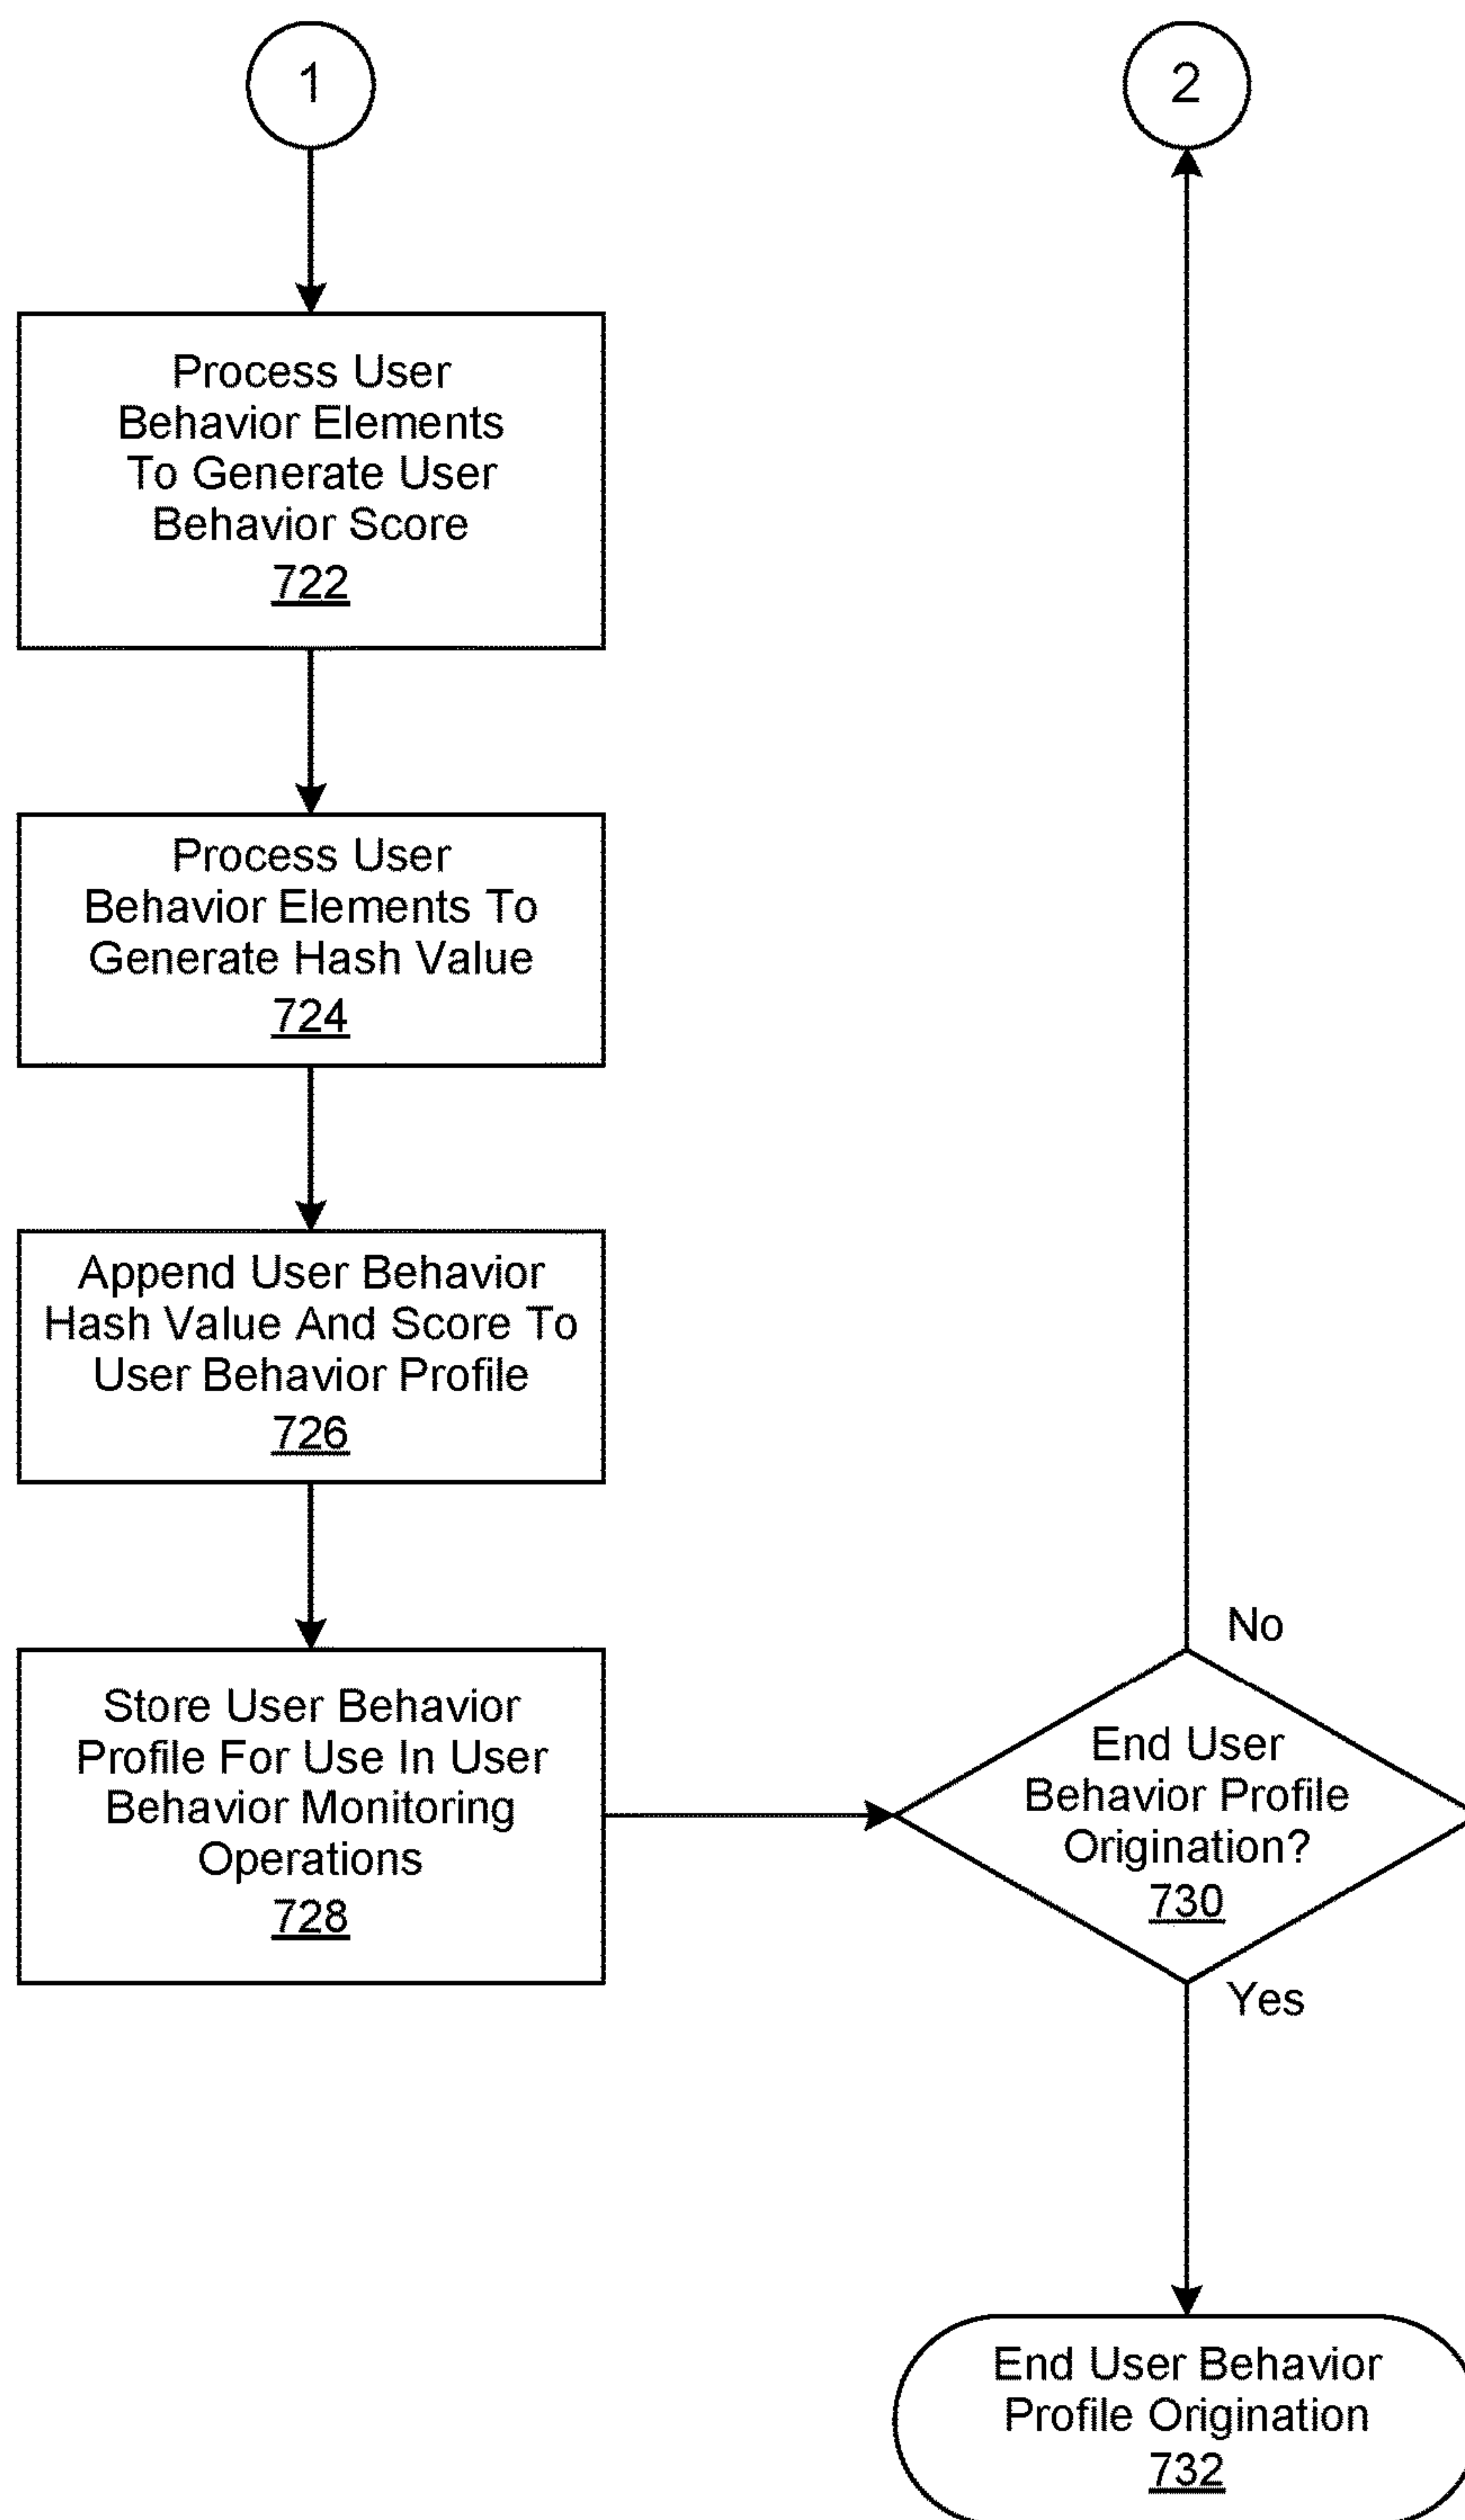 1
Process User
Behavior Elements
To Generate User
Behavior Score
722
Process User
Behavior Elements To
Generate Hash Value
724
Append User Behavior
Hash Value And Score To
User Behavior Profile
726
Store User Behavior
Profile For Use In User
Behavior Monitoring
Operations
728
2
No
End User
Behavior Profile
Origination?
730
Yes
End User Behavior
Profile Origination
732